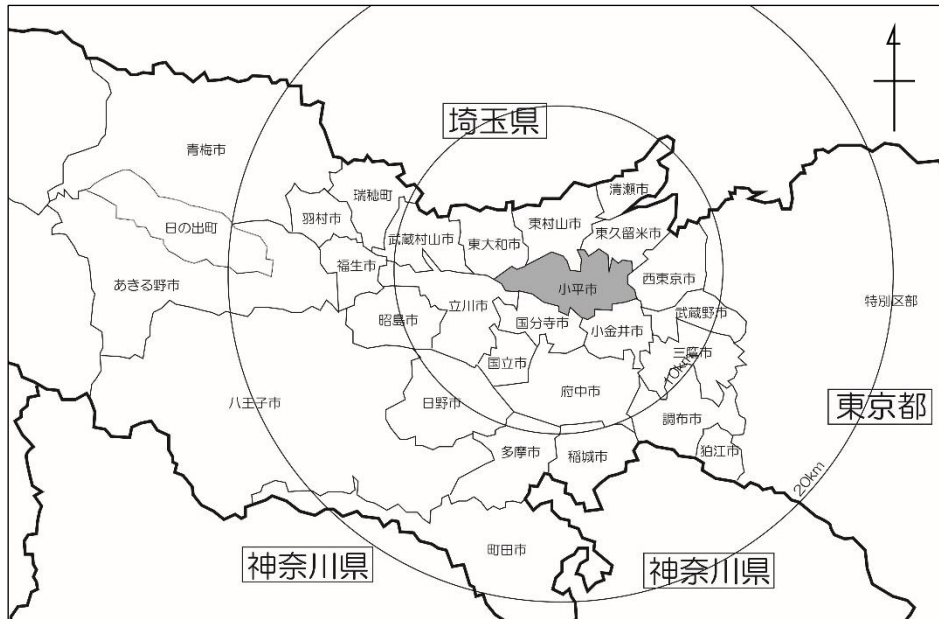 埼玉県
青梅市
清瀬市
瑞穂町
羽村市
日の出町
武蔵村山市
東大和市
東村山市
東久留米市
福生市
西東京市
あきる野市
小平市
特別区部
立川市
武蔵野市
昭島市
国分寺市
小金井市
三鷹市
国立市
10km
八王子市
日野市
府中市
東京都
調布市
多摩市
稲城市
狛江市
20km
町田市
神奈川県
神奈川県